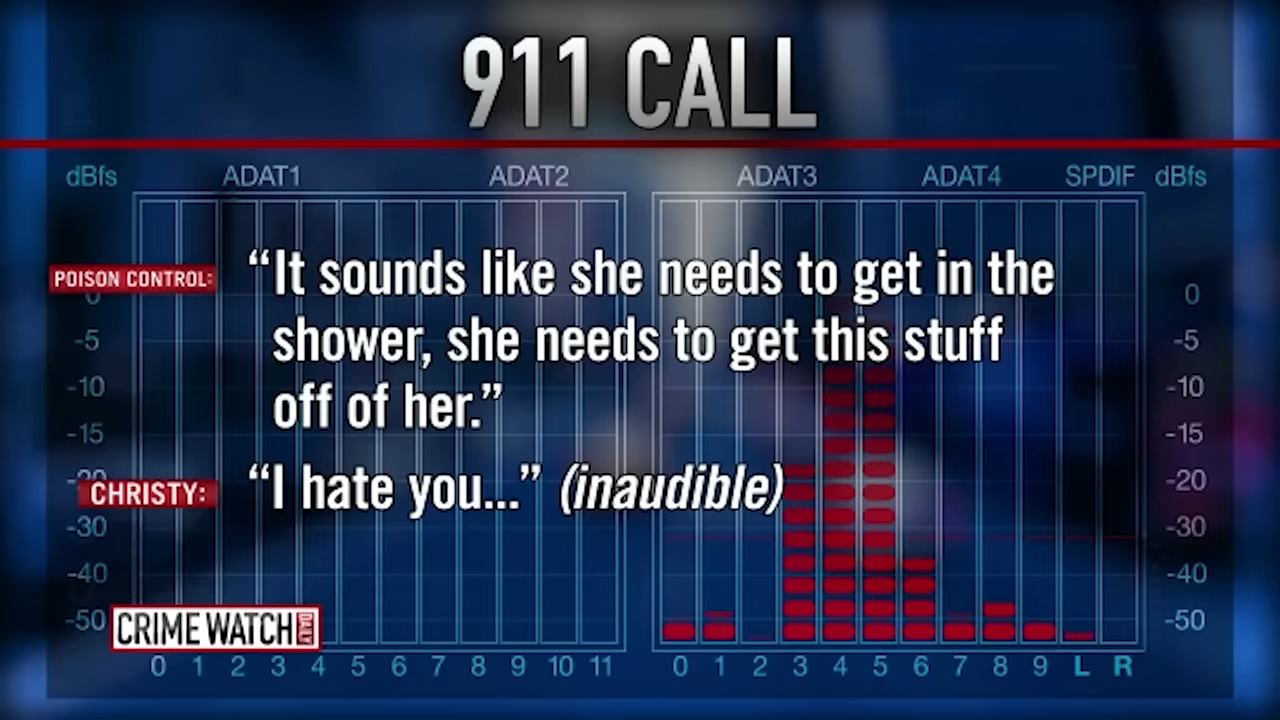 911 CALL
dBfs ADAT1 ADAT2 ADAT3 ADAT4 SPDIF dBfs
POISON CONTROL: “It sounds like she needs to get in the
shower, she needs to get this stuff
off of her.”
CHRISTY: “I hate you...” (inaudible)
0 0
-5 -5
-10 -10
-15 -15
-20 -20
-30 -30
-40 -40
-50 -50
CRIME WATCH DAILY
0 1 2 3 4 5 6 7 8 9 10 11 0 1 2 3 4 5 6 7 8 9 L R